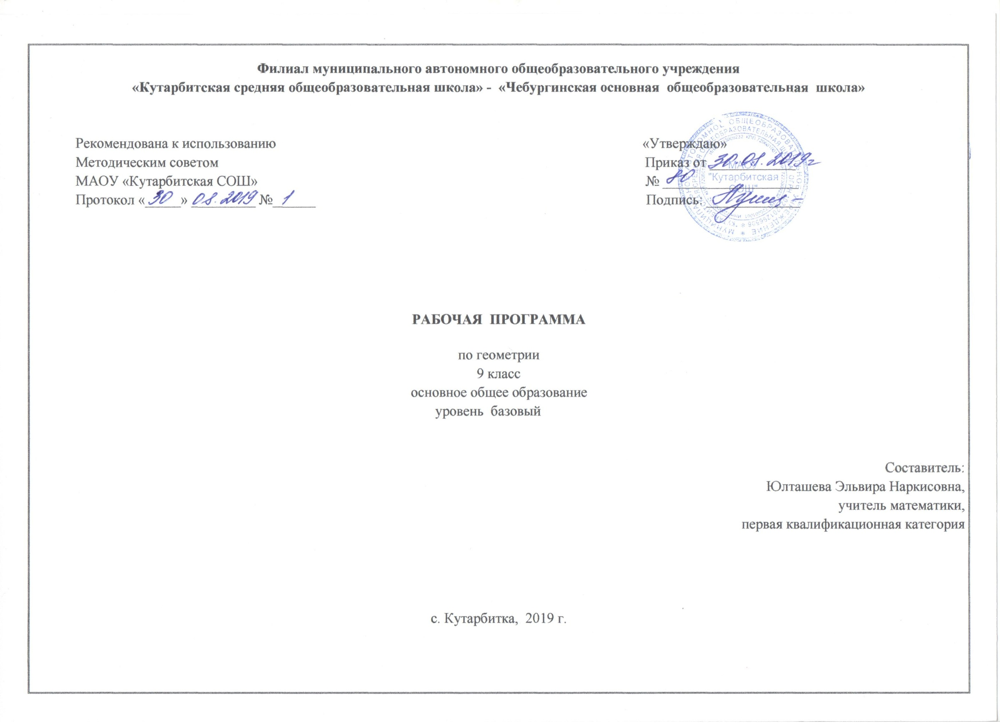 Филиал муниципального автономного общеобразовательного учреждения
«Кутарбитская средняя общеобразовательная школа» - «Чебургинская основная общеобразовательная школа»
Рекомендована к использованию
Методическим советом
МАОУ «Кутарбитская СОШ»
Протокол «30» 08.2019 № 1
«Утверждаю»
Приказ от 30.08.2019г
№ 80
Подпись:
МАОУ
"Кутарбитская
СОШ"
РАБОЧАЯ ПРОГРАММА
по геометрии
9 класс
основное общее образование
уровень базовый
Составитель:
Юлташева Эльвира Наркисовна,
учитель математики,
первая квалификационная категория
с. Кутарбитка, 2019 г.